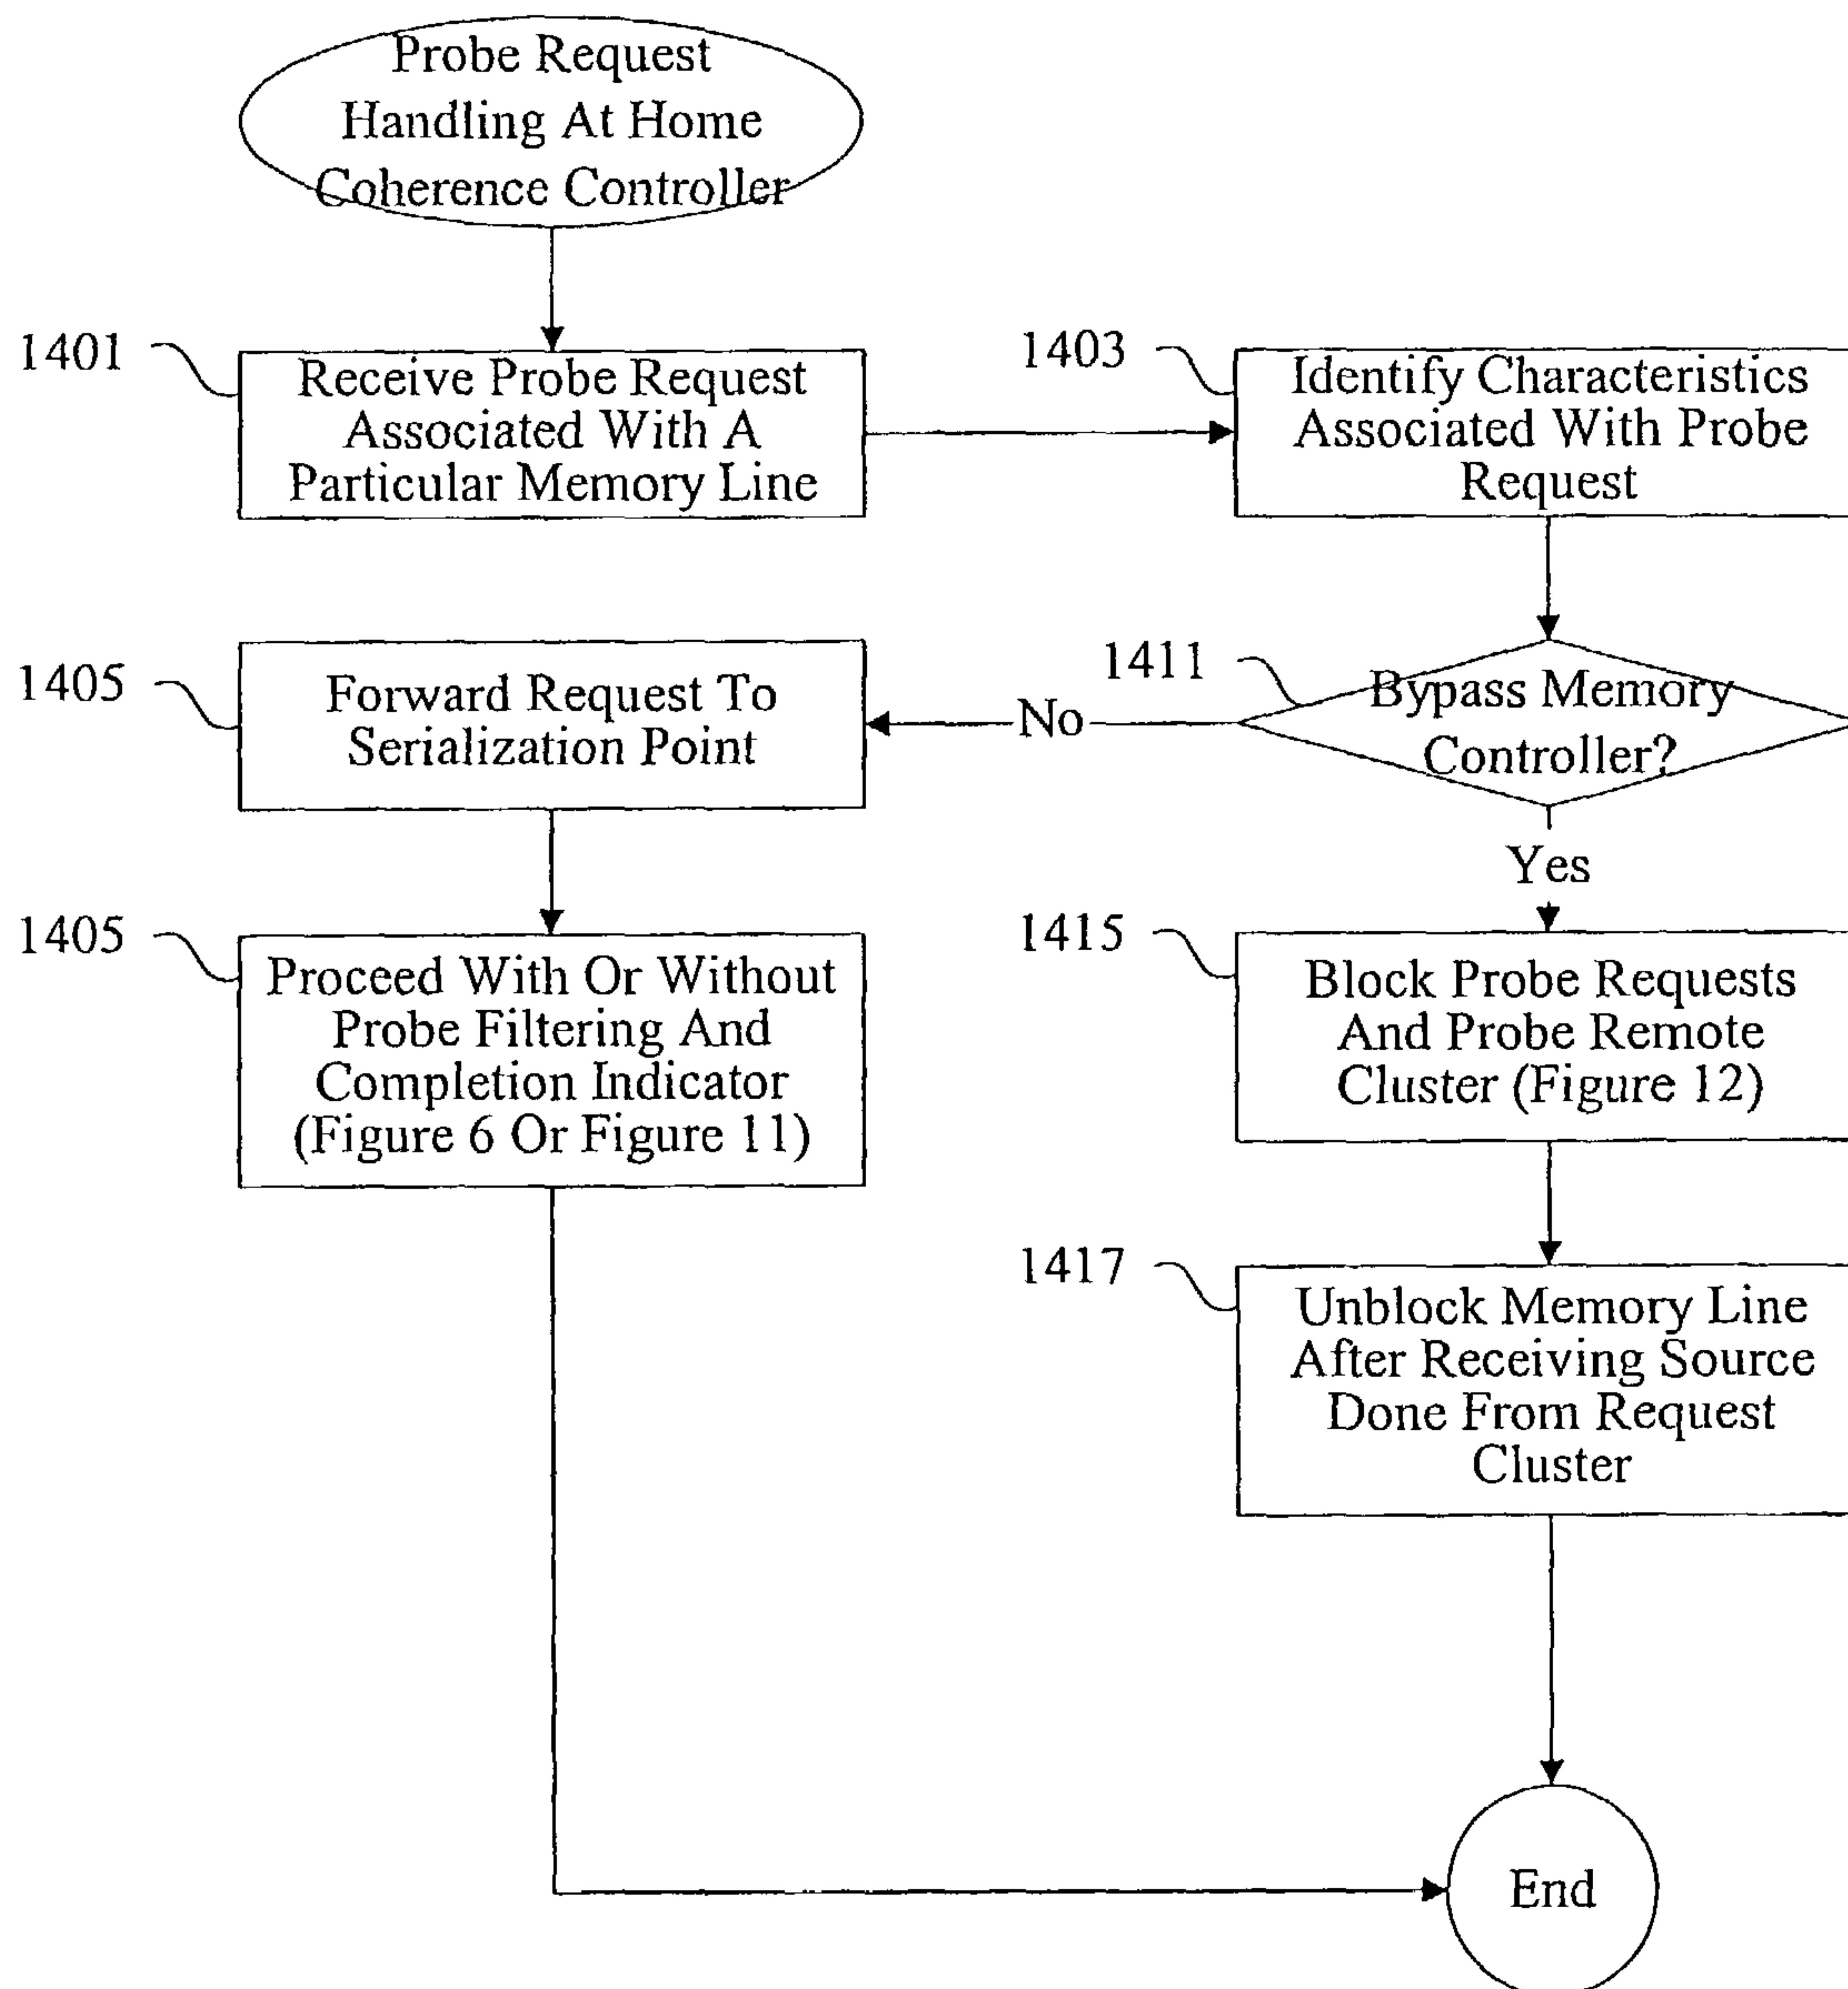 Probe Request
Handling At Home
Coherence Controller
1401
Receive Probe Request
Associated With A
Particular Memory Line
1403
Identify Characteristics
Associated With Probe
Request
1411
Bypass Memory
Controller?
No
1405
Forward Request To
Serialization Point
1405
Proceed With Or Without
Probe Filtering And
Completion Indicator
(Figure 6 Or Figure 11)
Yes
1415
Block Probe Requests
And Probe Remote
Cluster (Figure 12)
1417
Unblock Memory Line
After Receiving Source
Done From Request
Cluster
End